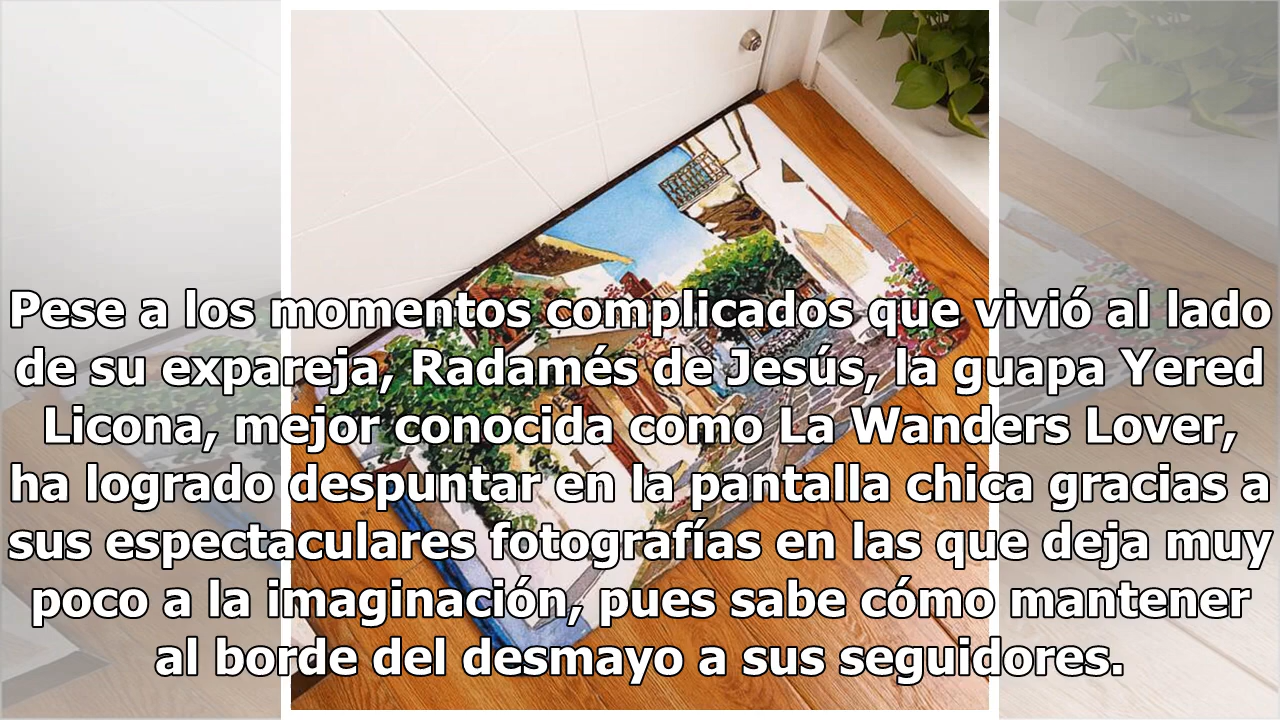 Pese a los momentos complicados que vivió al lado
de su expareja, Radamés de Jesús, la guapa Yered
Licona, mejor conocida como La Wanders Lover,
ha logrado despuntar en la pantalla chica gracias a
sus espectaculares fotografías en las que deja muy
poco a la imaginación, pues sabe cómo mantener
al borde del desmayo a sus seguidores.